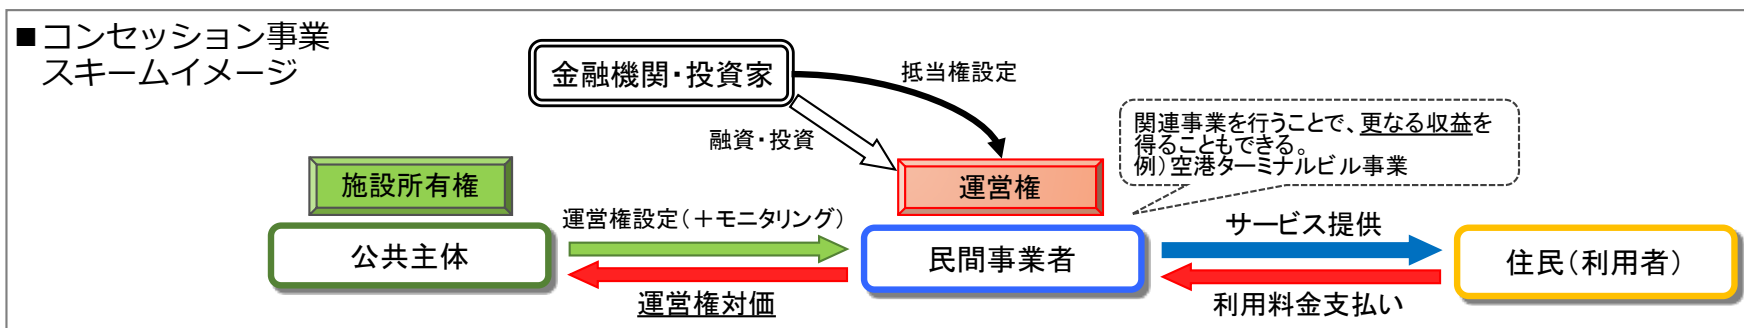 ■コンセッション事業
スキームイメージ
金融機関・投資家
抵当権設定
融資・投資
関連事業を行うことで、更なる収益を
得ることもできる。
例）空港ターミナルビル事業
施設所有権
運営権
運営権設定（＋モニタリング）
サービス提供
公共主体
民間事業者
住民（利用者）
運営権対価
利用料金支払い